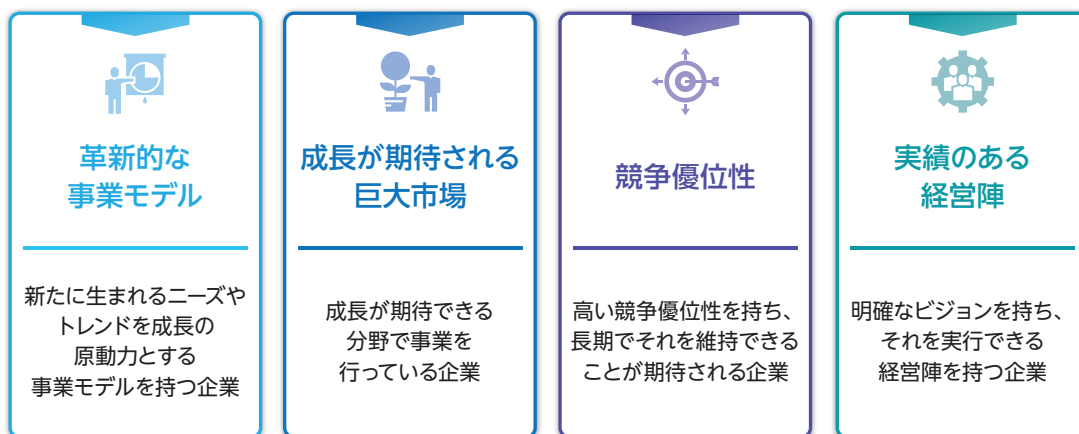 革新的な
事業モデル
新たに生まれるニーズや
トレンドを成長の
原動力とする
事業モデルを持つ企業
成長が期待される
巨大市場
成長が期待できる
分野で事業を
行っている企業
競争優位性
高い競争優位性を持ち、
長期でそれを維持できる
ことが期待される企業
実績のある
経営陣
明確なビジョンを持ち、
それを実行できる
経営陣を持つ企業